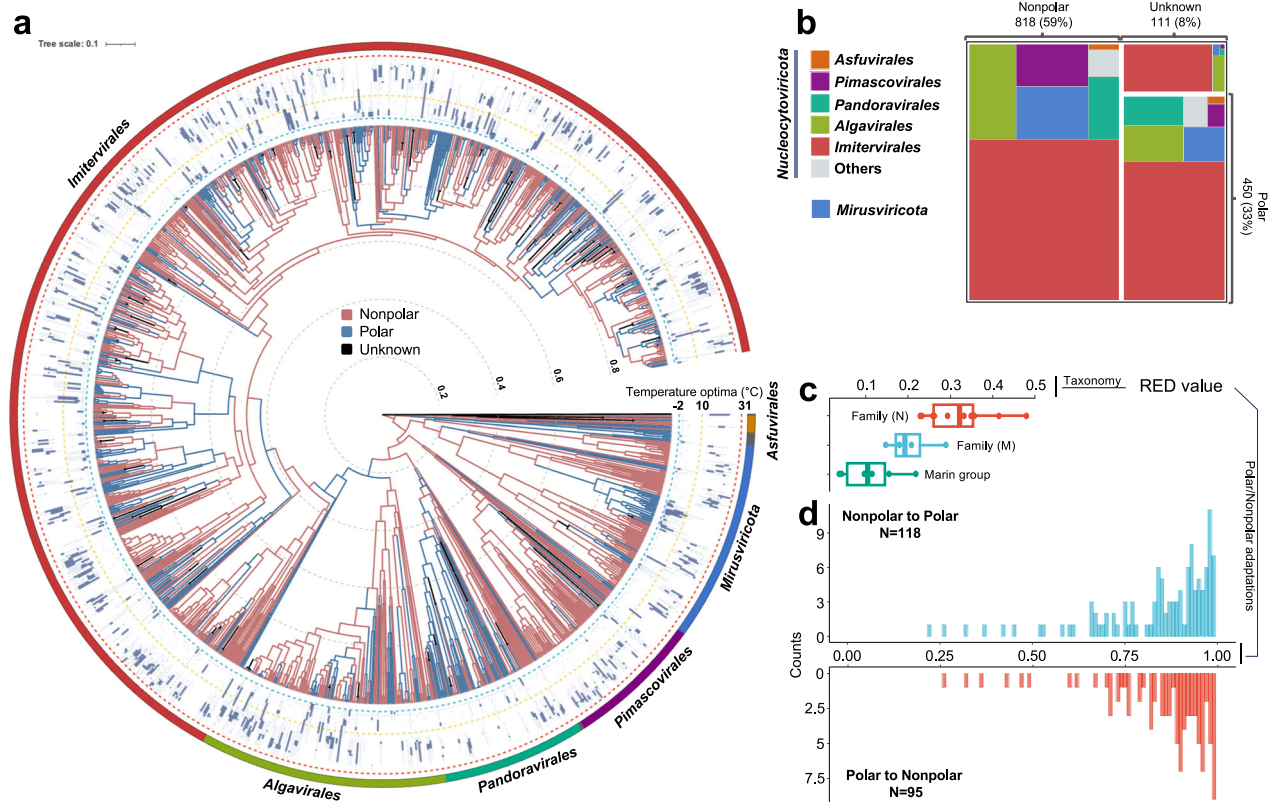 a
Tree scale: 0.1
Imitervirales
Nonpolar
Polar
Unknown
0.2
0.4
0.6
0.8
Temperature optima (°C)
-2 10 31
Asfuvirales
Mirusviricota
Pimascovirales
Pandoravirales
Algavirales
b
Nonpolar
818 (59%)
Unknown
111 (8%)
Polar
450 (33%)
Nucleocytoviricota
Asfuvirales
Pimascovirales
Pandoravirales
Algavirales
Imitervirales
Others
Mirusviricota
c
0.1 0.2 0.3 0.4 0.5
Taxonomy
RED value
Family (N)
Family (M)
Marin group
Polar/Nonpolar adaptations
d
Nonpolar to Polar
N=118
9
6
3
0
0.00 0.25 0.50 0.75 1.00
Counts
0
2.5
5
7.5
Polar to Nonpolar
N=95